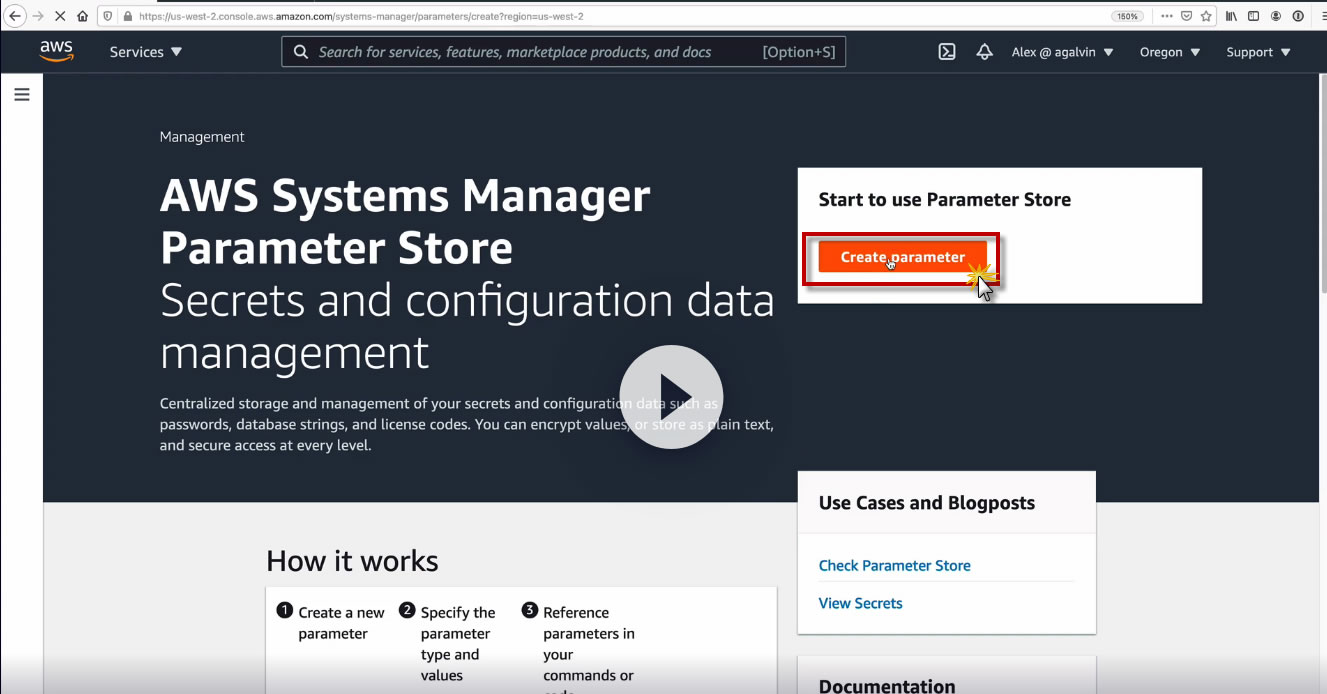 https://us-west-2.console.aws.amazon.com/systems-manager/parameters/create?region=us-west-2
150%
aws
Services
Search for services, features, marketplace products, and docs
[Option+S]
Alex @ agalvin
Oregon
Support
Management
AWS Systems Manager
Parameter Store
Secrets and configuration data
management
Centralized storage and management of your secrets and configuration data such as
passwords, database strings, and license codes. You can encrypt values, or store as plain text,
and secure access at every level.
Start to use Parameter Store
Create parameter
Use Cases and Blogposts
Check Parameter Store
View Secrets
How it works
1 Create a new
parameter
2 Specify the
parameter
type and
values
3 Reference
parameters in
your
commands or
Documentation